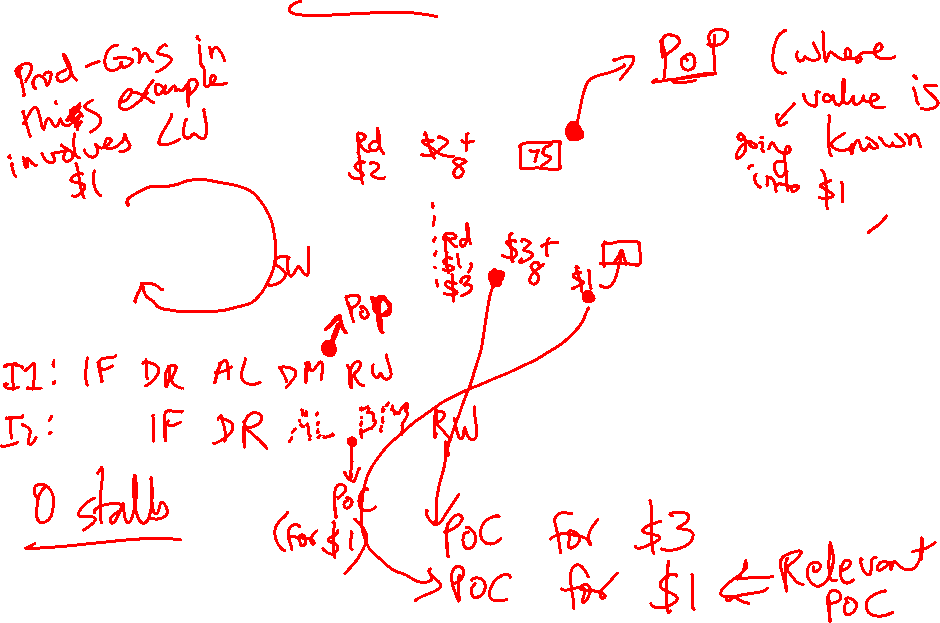 Prod-Cons in
this example
involves LW
$1
SW
Rd
$2
$2+
8
75
PoP (where
value is
going
into
known
$1
Rd
$1,
$3
$3+
8
$1
PoP
I1: IF DR AL DM RW
I2: IF DR AL DM RW
0 stalls
PoC
(for $1)
PoC for $3
PoC for $1 ⇐ Relevant
PoC